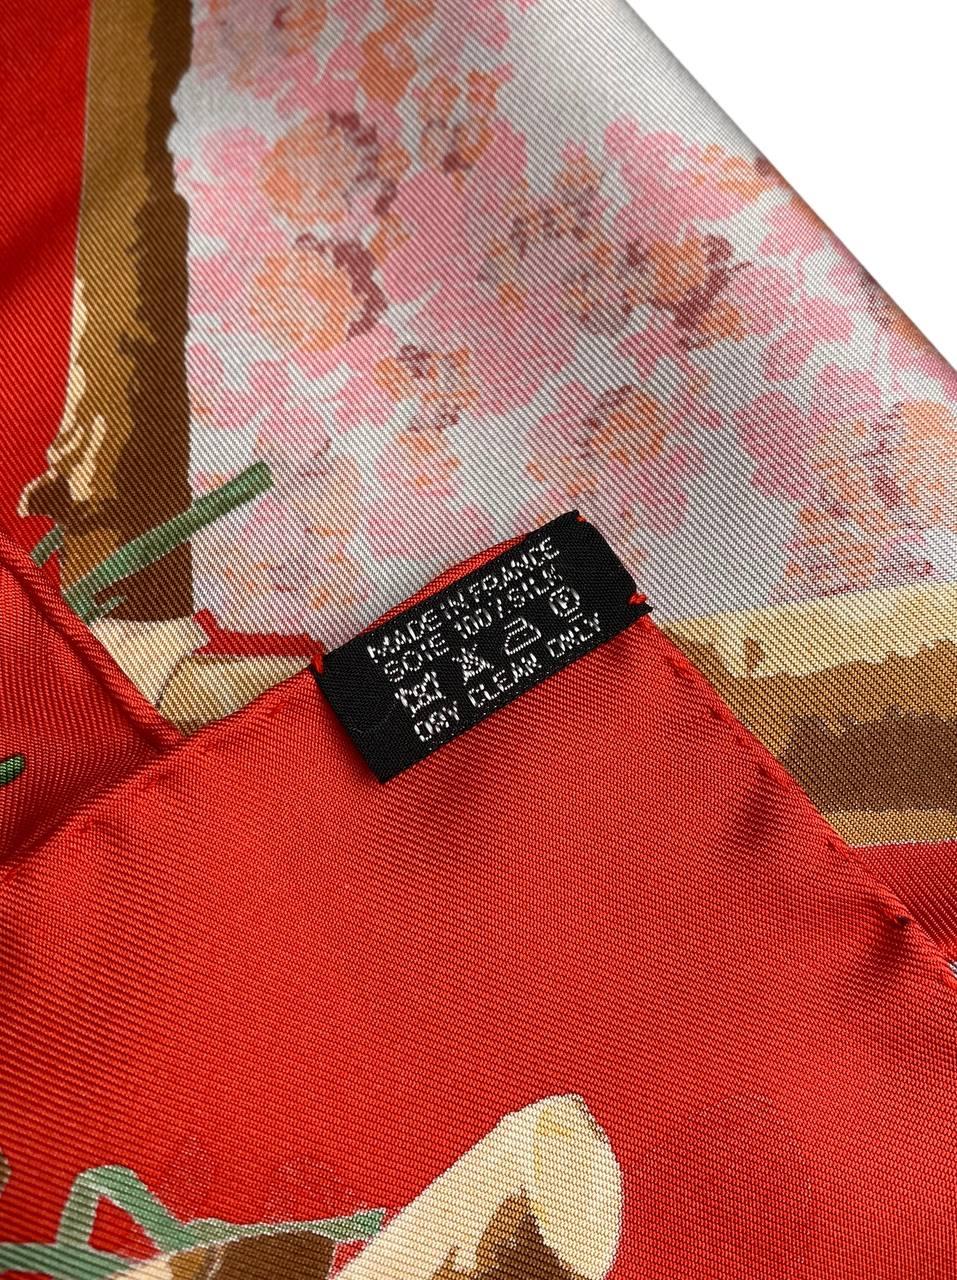 MADE IN FRANCE
SOIE 100% SILK
P
DRY CLEAN ONLY